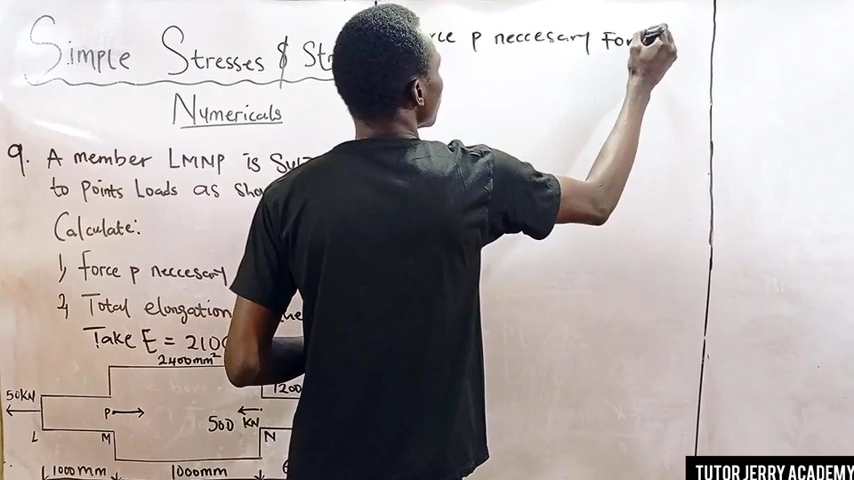 Simple Stresses & St
Numericals
9. A member LMNP is Su
to points Loads as sho
Calculate:
1, force p neccesary
2, Total elongation
Take E = 210
2400mm²
50KN
P
L
M
500 KN
N
1200
1000mm
1000mm
rce p neccesary For
TUTOR JERRY ACADEMY